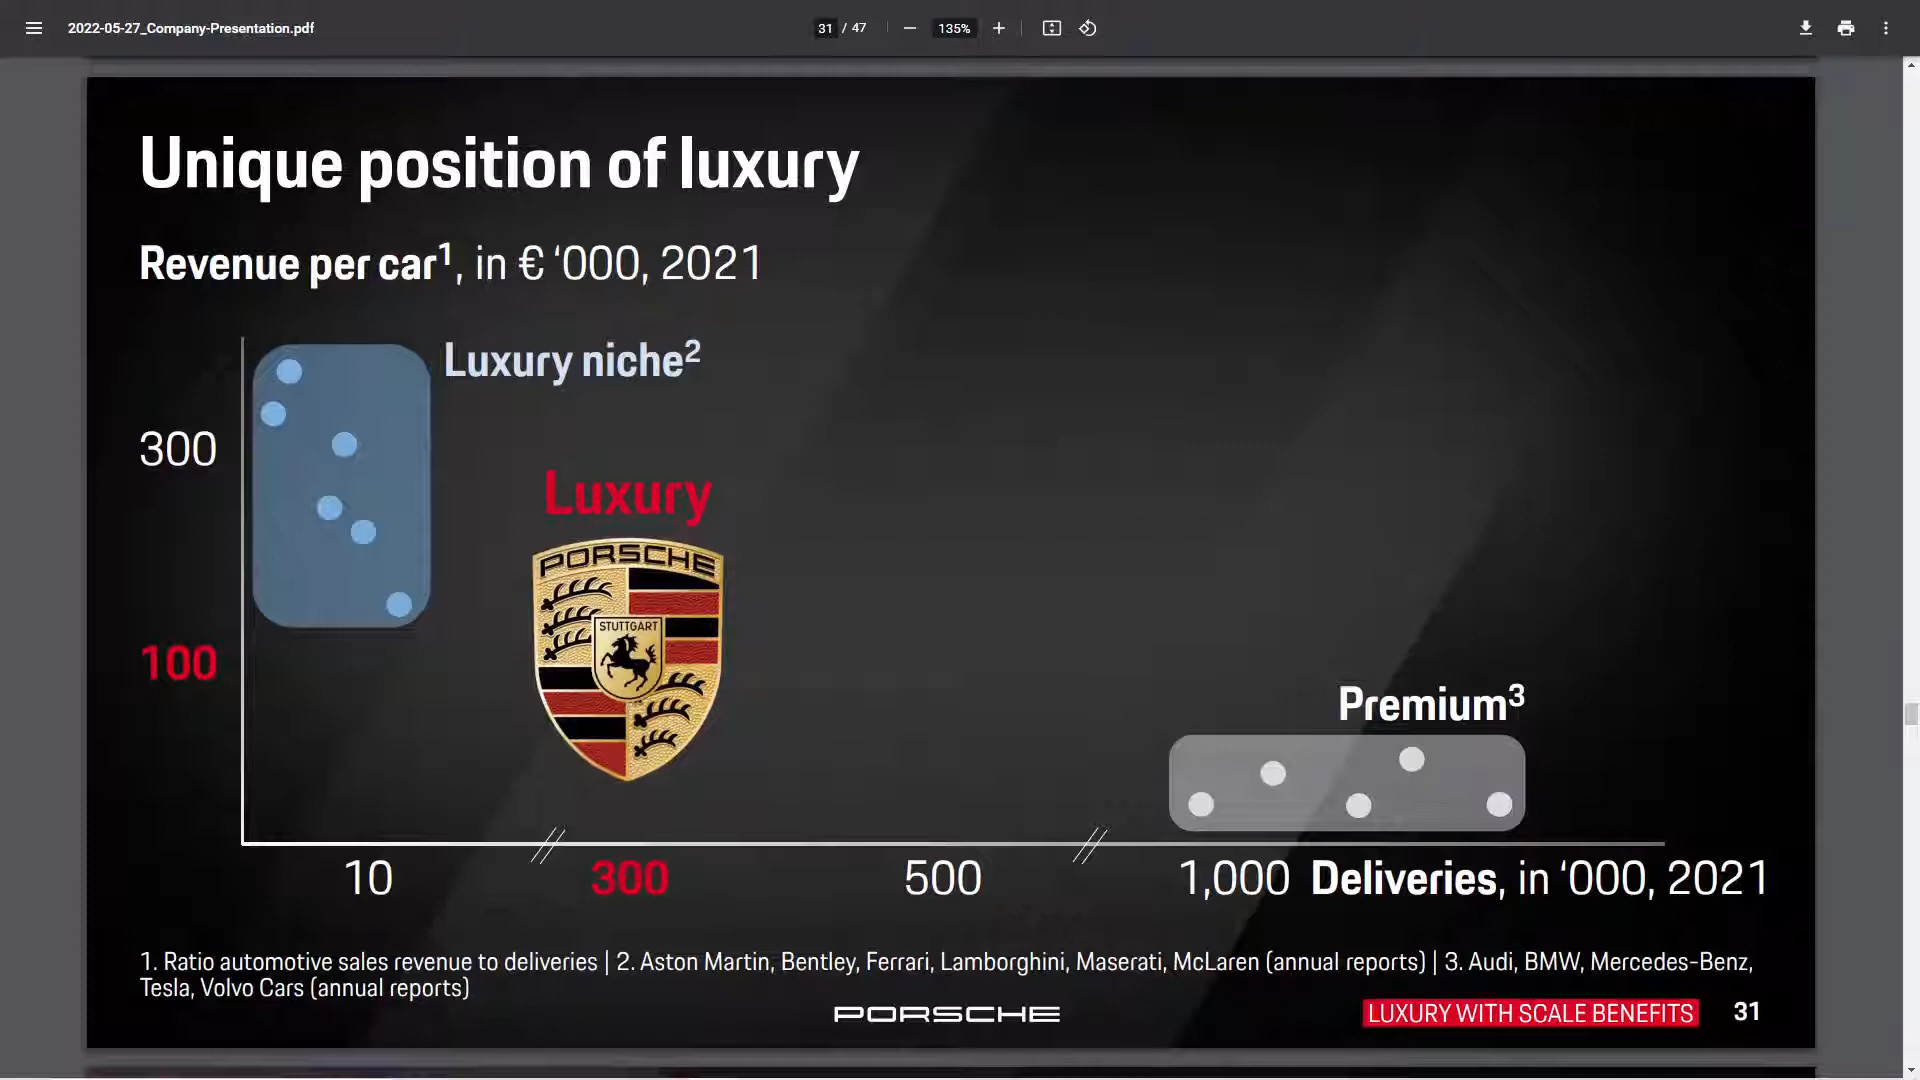 2022-05-27_Company-Presentation.pdf
31 / 47
135%
Unique position of luxury
Revenue per car1, in € ‘000, 2021
Luxury niche2
300
Luxury
PORSCHE
STUTTGART
100
Premium3
10
300
500
1,000
Deliveries, in ‘000, 2021
1. Ratio automotive sales revenue to deliveries | 2. Aston Martin, Bentley, Ferrari, Lamborghini, Maserati, McLaren (annual reports) | 3. Audi, BMW, Mercedes-Benz,
Tesla, Volvo Cars (annual reports)
PORSCHE
LUXURY WITH SCALE BENEFITS
31